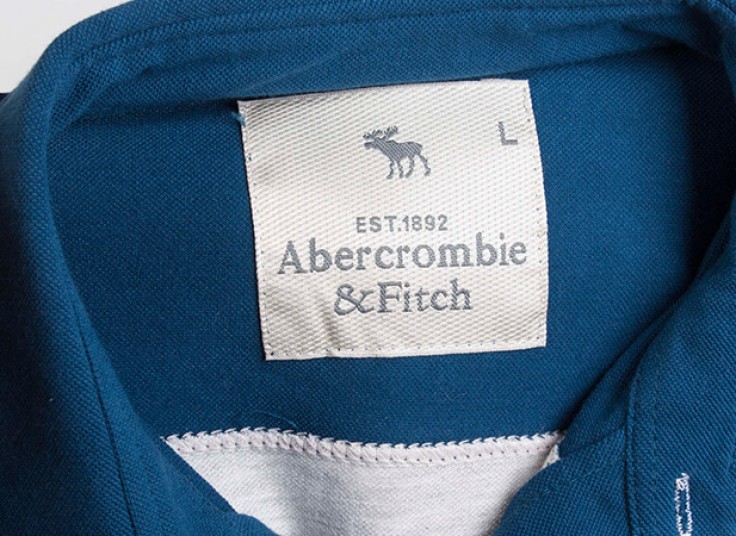 L
EST.1892
Abercrombie
&Fitch